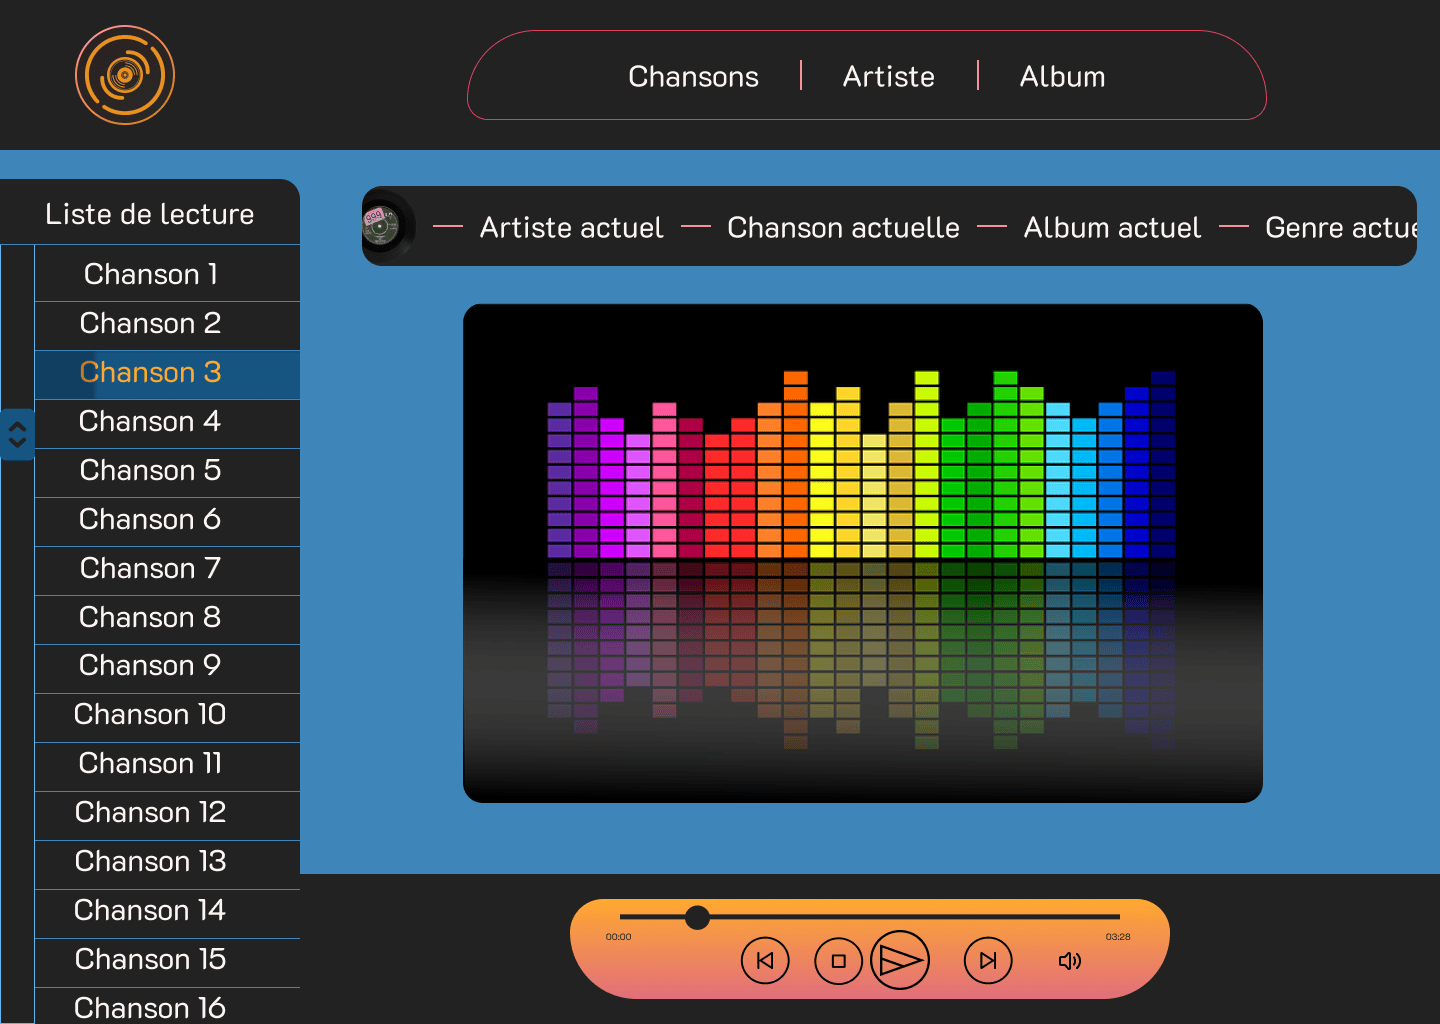 Chansons
Artiste
Album
Liste de lecture
Artiste actuel
Chanson actuelle
Album actuel
Genre actue
Chanson 1
Chanson 2
Chanson 3
Chanson 4
Chanson 5
Chanson 6
Chanson 7
Chanson 8
Chanson 9
Chanson 10
Chanson 11
Chanson 12
Chanson 13
Chanson 14
Chanson 15
Chanson 16
00:00
03:28